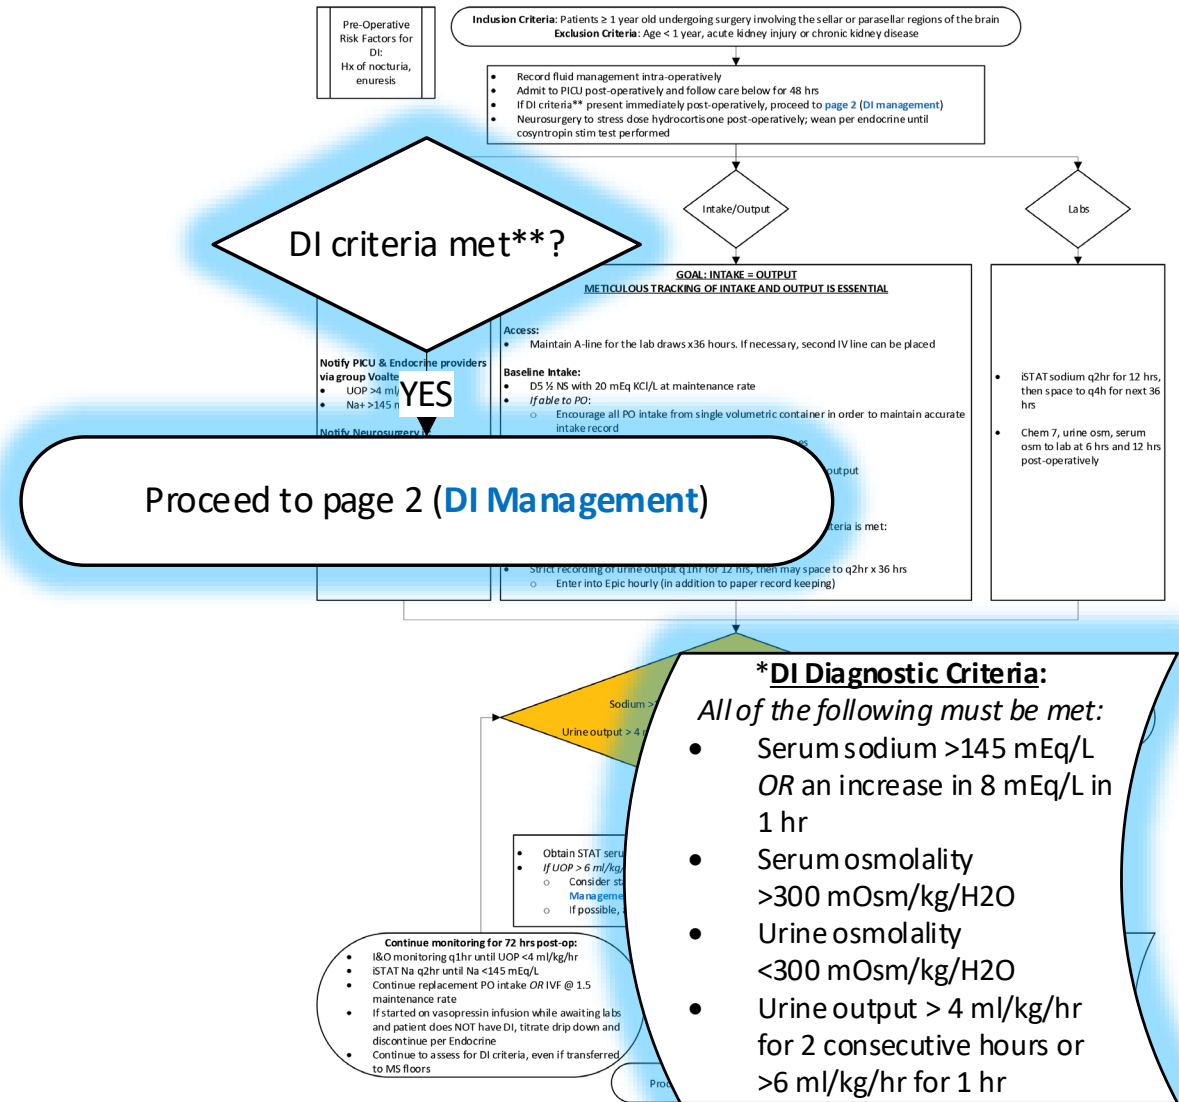 Pre-Operative
Risk Factors for
DI:
Hx of nocturia,
enuresis
Inclusion Criteria: Patients ≥ 1 year old undergoing surgery involving the sellar or parasellar regions of the brain
Exclusion Criteria: Age < 1 year, acute kidney injury or chronic kidney disease
• Record fluid management intra-operatively
• Admit to PICU post-operatively and follow care below for 48 hrs
• If DI criteria** present immediately post-operatively, proceed to page 2 (DI management)
• Neurosurgery to stress dose hydrocortisone post-operatively; wean per endocrine until
cosyntropin stim test performed
DI criteria met**?
Intake/Output
Labs
YES
Proceed to page 2 (DI Management)
Notify PICU & Endocrine providers
via group Voalte
• UOP >4 ml/
• Na+ >145 m
Notify Neurosurgery
GOAL: INTAKE = OUTPUT
METICULOUS TRACKING OF INTAKE AND OUTPUT IS ESSENTIAL
Access:
• Maintain A-line for the lab draws x36 hours. If necessary, second IV line can be placed
Baseline Intake:
• D5 ½ NS with 20 mEq KCl/L at maintenance rate
• If able to PO:
o Encourage all PO intake from single volumetric container in order to maintain accurate
intake record
output
is met:
• Strict recording of urine output q1hr for 12 hrs, then may space to q2hr x 36 hrs
o Enter into Epic hourly (in addition to paper record keeping)
• iSTAT sodium q2hr for 12 hrs,
then space to q4h for next 36
hrs
• Chem 7, urine osm, serum
osm to lab at 6 hrs and 12 hrs
post-operatively
Sodium >
Urine output > 4
• Obtain STAT
• If UOP > 6 ml/kg/
o Consider
o If possible,
Continue monitoring for 72 hrs post-op:
• I&O monitoring q1hr until UOP <4 ml/kg/hr
• iSTAT Na q2hr until Na <145 mEq/L
• Continue replacement PO intake OR IVF @ 1.5
maintenance rate
• If started on vasopressin infusion while awaiting labs
and patient does NOT have DI, titrate drip down and
discontinue per Endocrine
• Continue to assess for DI criteria, even if transferred
to MS floors
*DI Diagnostic Criteria:
All of the following must be met:
• Serum sodium >145 mEq/L
OR an increase in 8 mEq/L in
1 hr
• Serum osmolality
>300 mOsm/kg/H2O
• Urine osmolality
<300 mOsm/kg/H2O
• Urine output > 4 ml/kg/hr
for 2 consecutive hours or
>6 ml/kg/hr for 1 hr